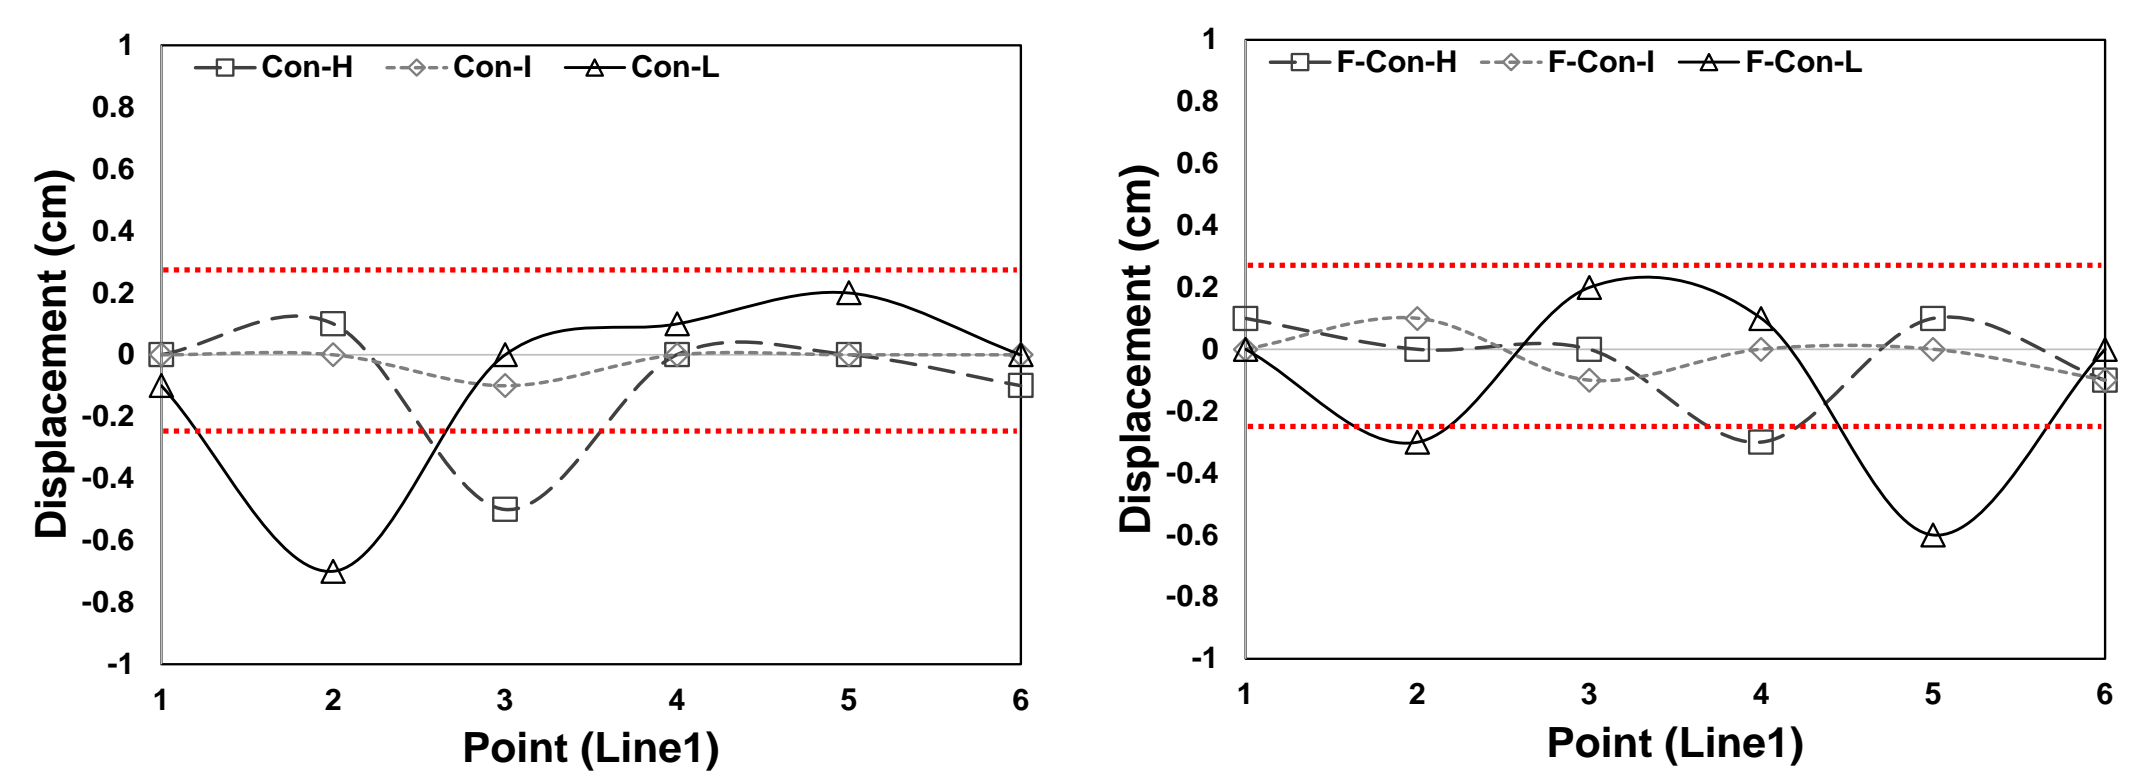 Con-H Con-I Con-L
1
0.8
0.6
0.4
0.2
0
-0.2
-0.4
-0.6
-0.8
-1
Displacement (cm)
1 2 3 4 5 6
Point (Line1)
F-Con-H F-Con-I F-Con-L
1
0.8
0.6
0.4
0.2
0
-0.2
-0.4
-0.6
-0.8
-1
Displacement (cm)
1 2 3 4 5 6
Point (Line1)